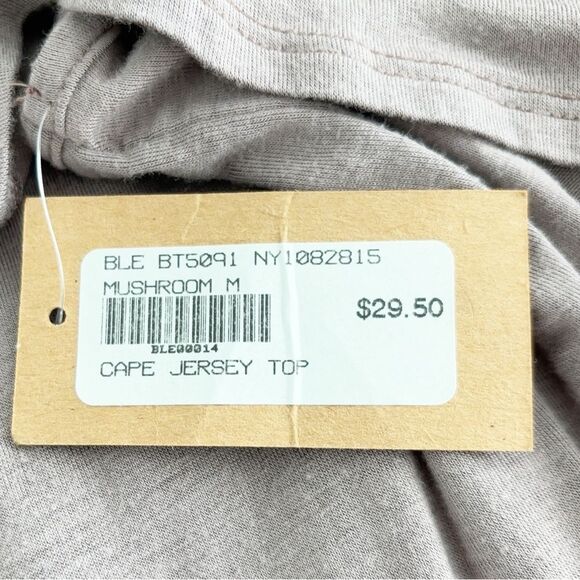 BLE BT5091 NY1082815
MUSHROOM M
$29.50
BLE00014
CAPE JERSEY TOP